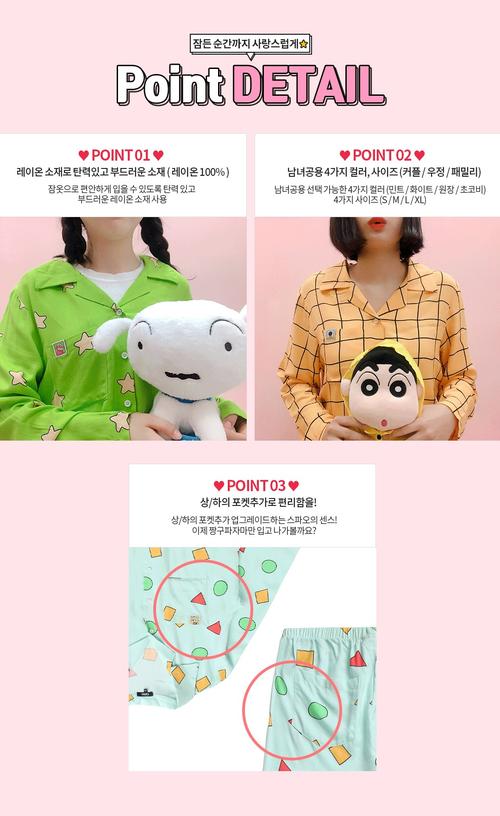 잠든 순간까지 사랑스럽게
Point DETAIL
POINT 01
레이온 소재로 탄력있고 부드러운 소재 ( 레이온 100% )
잠옷으로 편안하게 입을 수 있도록 탄력 있고
부드러운 레이온 소재 사용
POINT 02
남녀공용 4가지 컬러, 사이즈 (커플 / 우정 / 패밀리)
남녀공용 선택 가능한 4가지 컬러 (민트 / 화이트 / 원장 / 초코비)
4가지 사이즈 (S / M / L / XL)
POINT 03
상/하의 포켓추가로 편리함을!
상/하의 포켓추가 업그레이드하는 스파오의 센스!
이제 짱구파자마만 입고 나가볼까요?